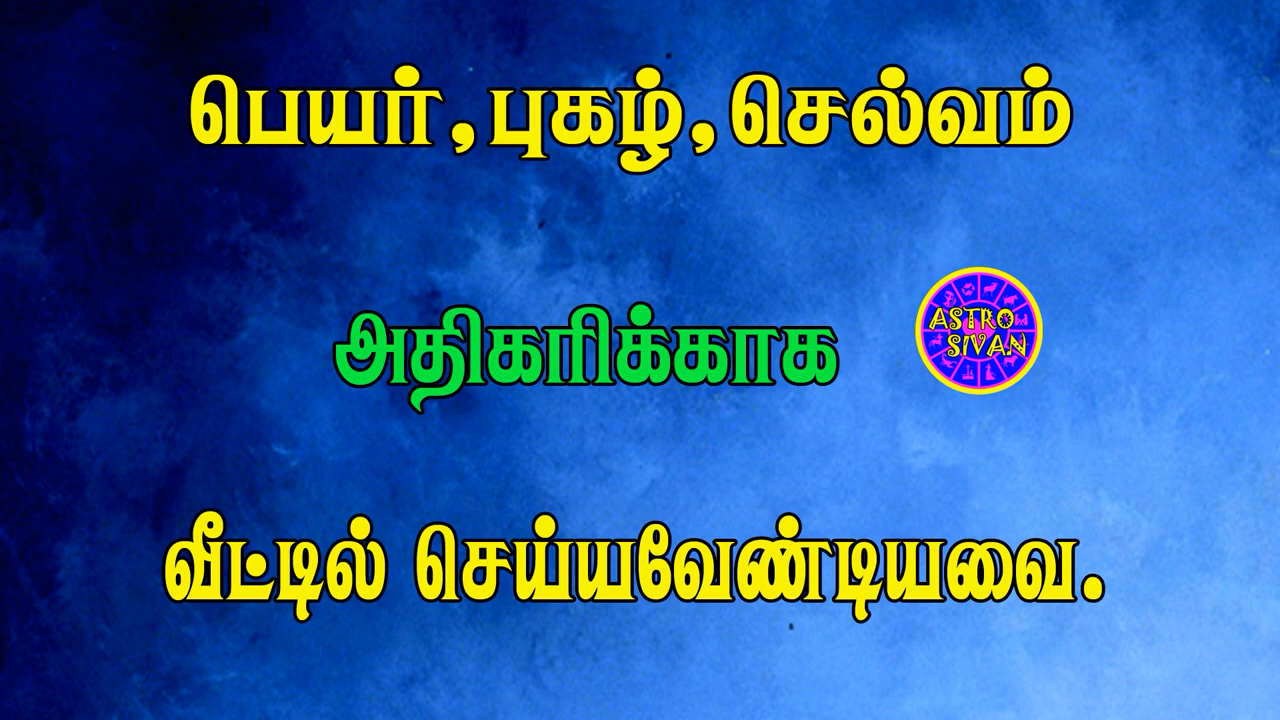 பெயர்,புகழ்,செல்வம்
அதிகரிக்காக
ASTRO
SIVAN
வீட்டில் செய்யவேண்டியவை.